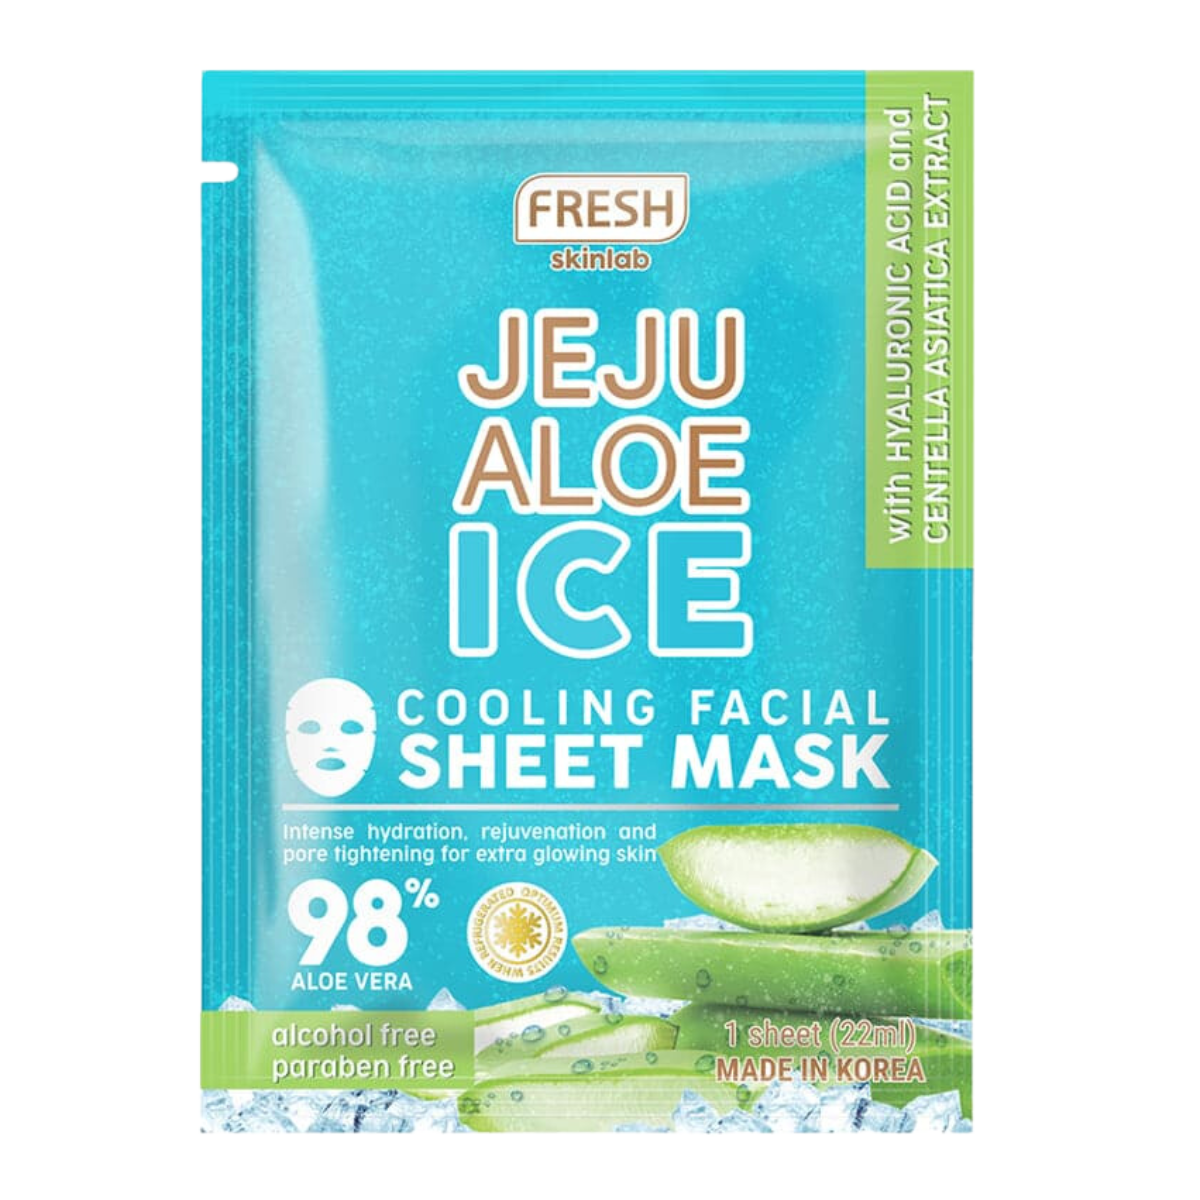 FRESH
skinlab
with HYALURONIC ACID and
CENTELLA ASIATICA EXTRACT
JEJU
ALOE
ICE
COOLING FACIAL
SHEET MASK
Intense hydration, rejuvenation and
pore tightening for extra glowing skin
98%
ALOE VERA
OPTIMUM RESULTS WHEN REFRIGERATED
alcohol free
paraben free
1 sheet (22ml)
MADE IN KOREA